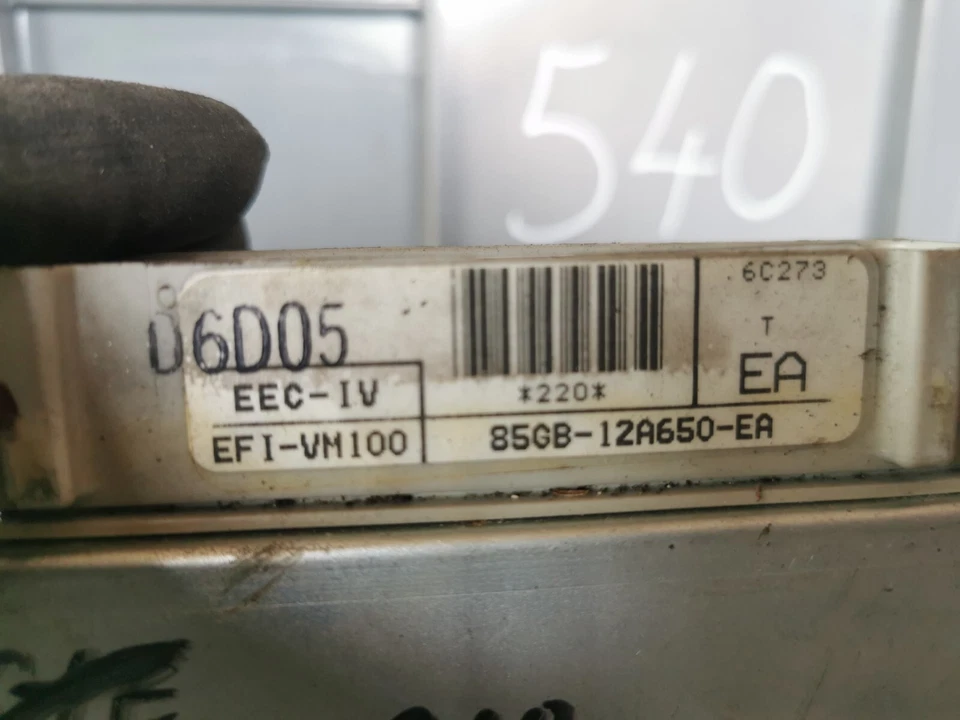 540
6C273
D6D05
T
EA
EEC-IV
*220*
EFI-VM100
85GB-12A650-EA